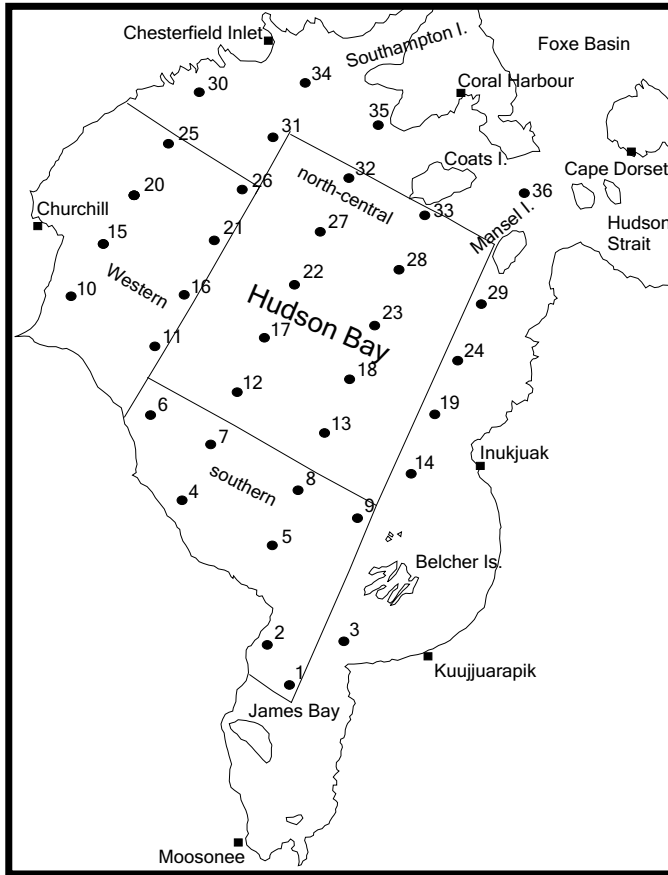 Chesterfield Inlet
Southampton I.
Foxe Basin
34
30
Coral Harbour
35
31
25
Coats I.
Cape Dorset
32
26
north-central
36
20
33
Mansel I.
Churchill
Hudson
Strait
27
21
15
28
Western
22
16
10
29
Hudson Bay
23
17
11
24
18
12
6
19
13
7
Inukjuak
14
southern
8
4
9
5
Belcher Is.
2
3
Kuujjuarapik
1
James Bay
Moosonee